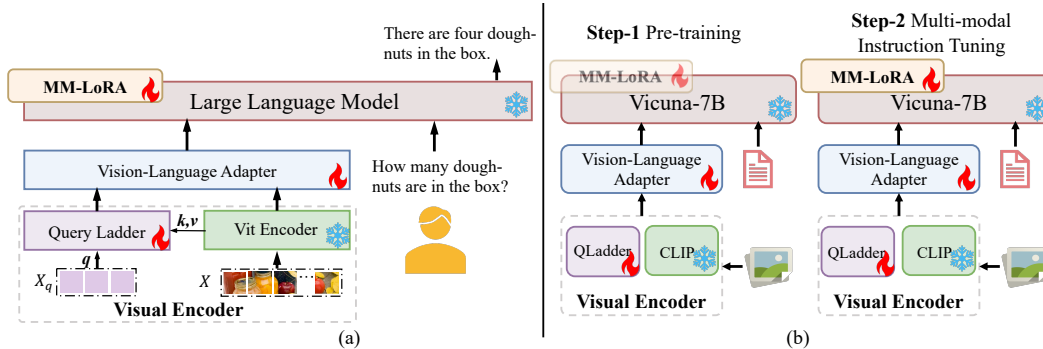 There are four dough-
nuts in the box.
MM-LoRA
Large Language Model
Vision-Language Adapter
How many dough-
nuts are in the box?
Query Ladder
k,v
Vit Encoder
q
Xq
X
Visual Encoder
(a)
Step-1 Pre-training
MM-LoRA
Vicuna-7B
Vision-Language
Adapter
QLadder
CLIP
Visual Encoder
Step-2 Multi-modal
Instruction Tuning
MM-LoRA
Vicuna-7B
Vision-Language
Adapter
QLadder
CLIP
Visual Encoder
(b)